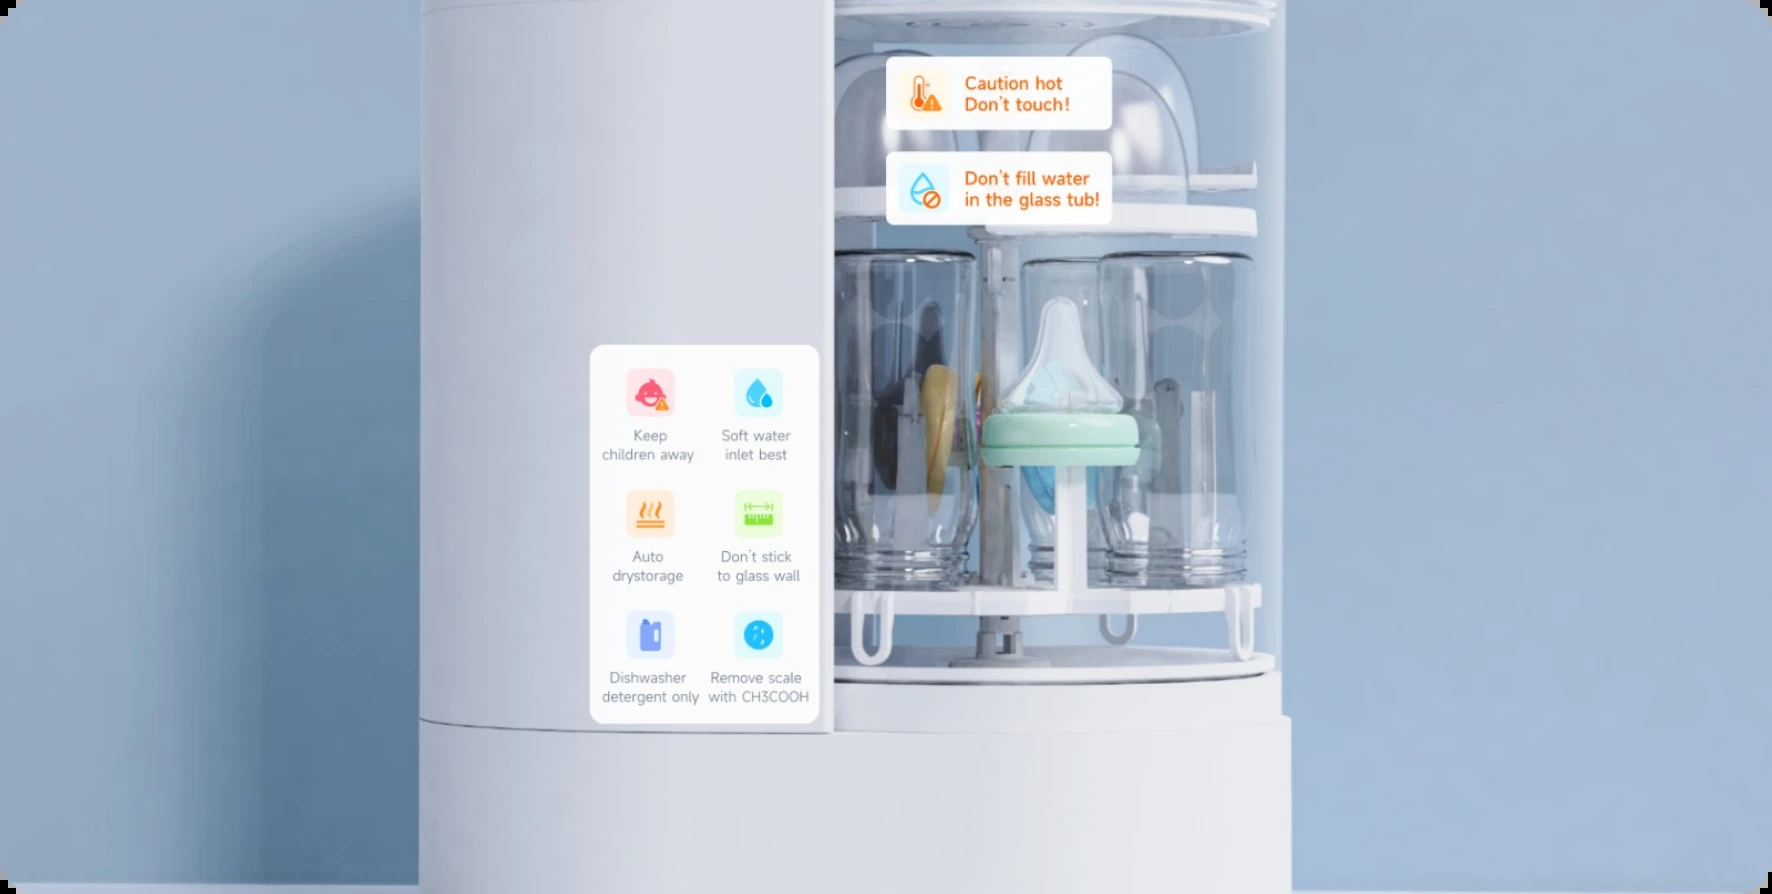 Caution hot
Don't touch!
Don't fill water
in the glass tub!
Keep
children away
Soft water
inlet best
Auto
drystorage
Don't stick
to glass wall
Dishwasher
detergent only
Remove scale
with CH3COOH